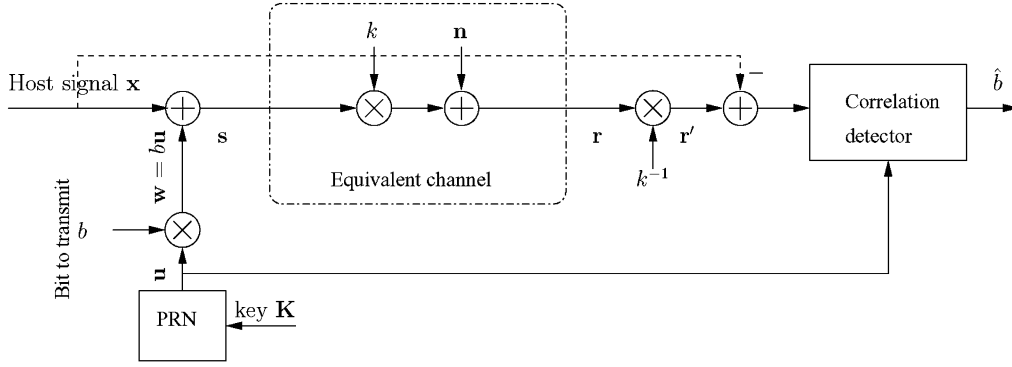 k
n
Host signal x
−
b̂
Correlation
detector
s
r
r′
k⁻¹
w = bu
Equivalent channel
Bit to transmit
b
u
PRN
key K